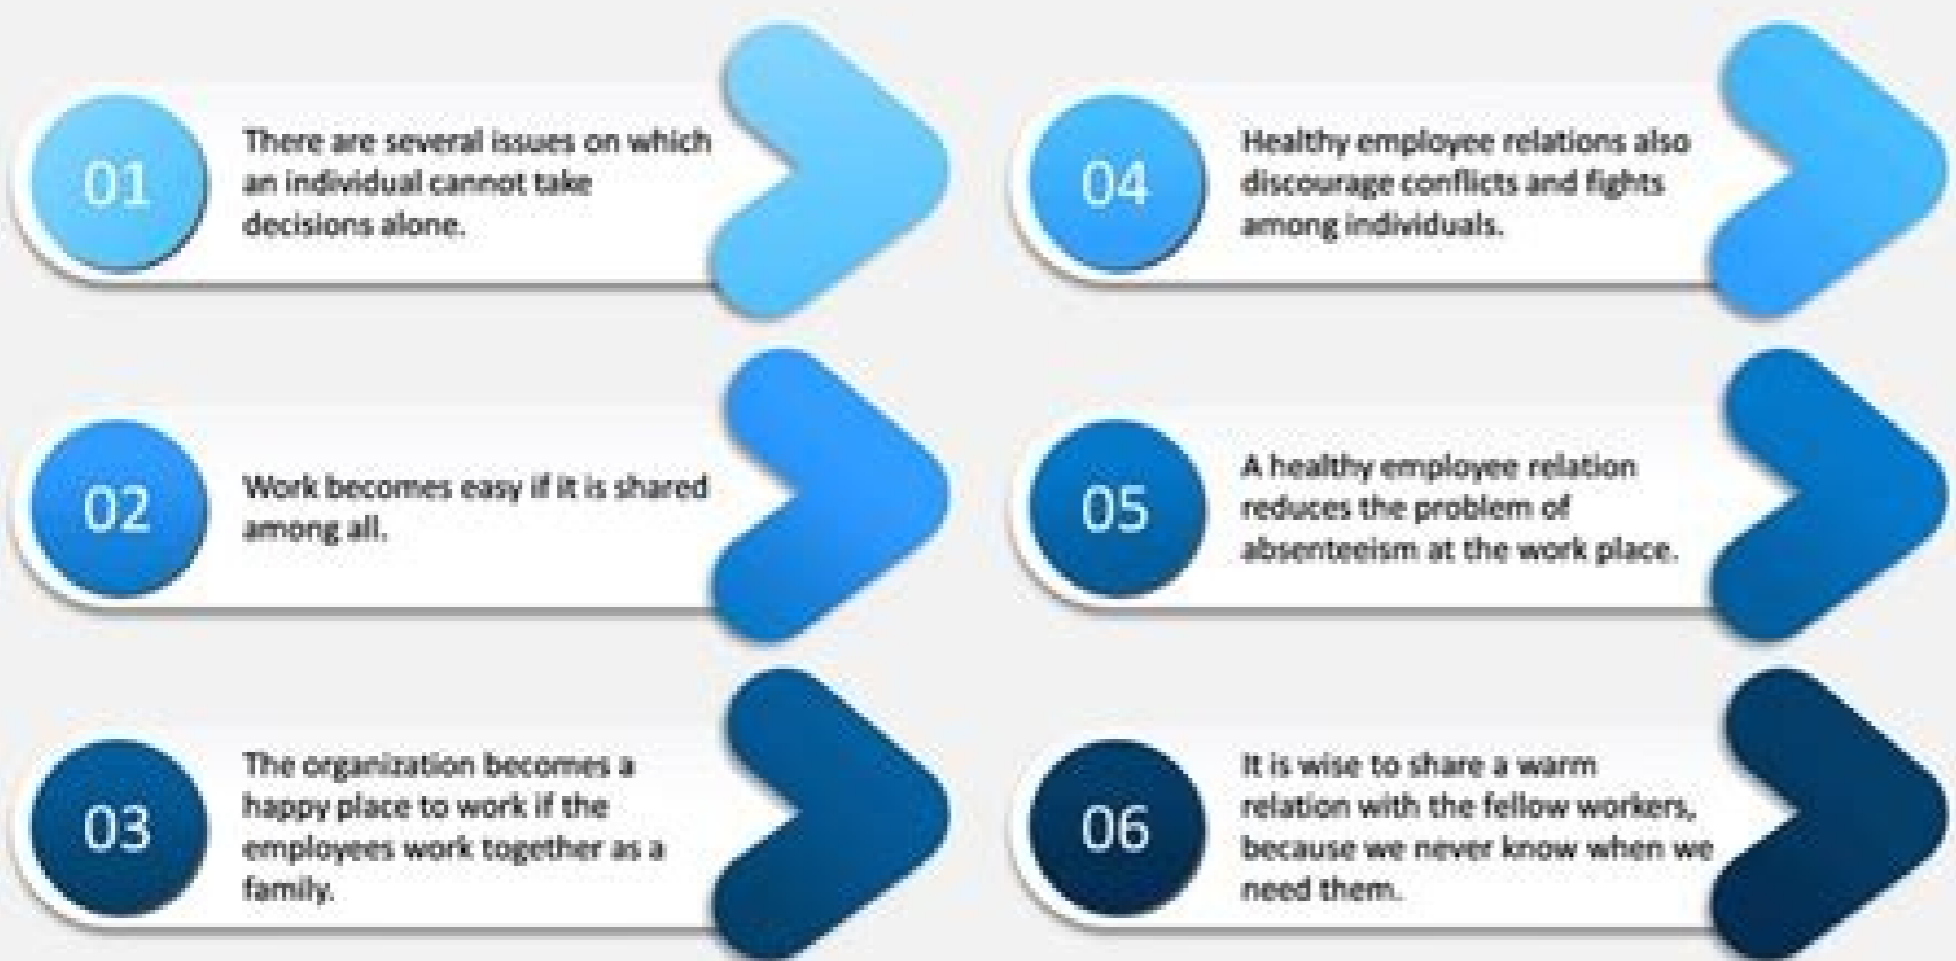 01
There are several issues on which
an individual cannot take
decisions alone.
02
Work becomes easy if it is shared
among all.
03
The organization becomes a
happy place to work if the
employees work together as a
family.
04
Healthy employee relations also
discourage conflicts and fights
among individuals.
05
A healthy employee relation
reduces the problem of
absenteeism at the work place.
06
It is wise to share a warm
relation with the fellow workers,
because we never know when we
need them.